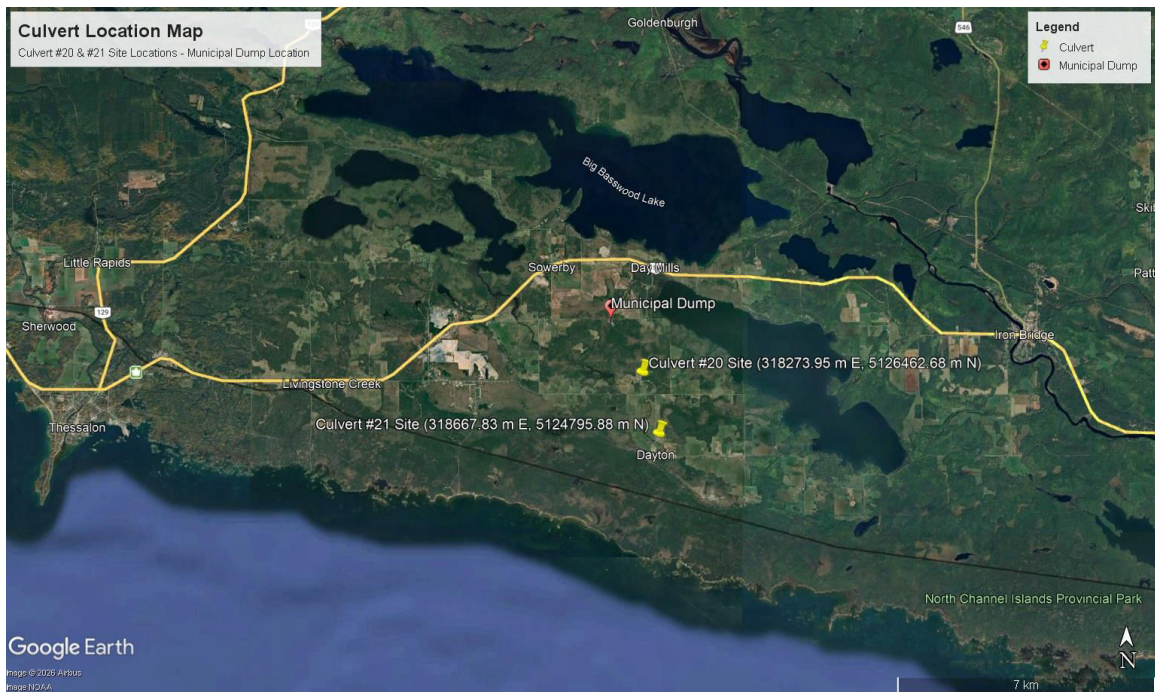 Culvert Location Map
Culvert #20 & #21 Site Locations - Municipal Dump Location
Legend
Culvert
Municipal Dump
Goldenburgh
546
Big Basswood Lake
Little Rapids
Sowerby
Day Mills
129
Sherwood
Municipal Dump
Iron Bridge
Culvert #20 Site (318273.95 m E, 5126462.68 m N)
Livingstone Creek
Culvert #21 Site (318667.83 m E, 5124795.88 m N)
Thessalon
Dayton
North Channel Islands Provincial Park
Google Earth
Image © 2026 Airbus
Image NOAA
N
7 km